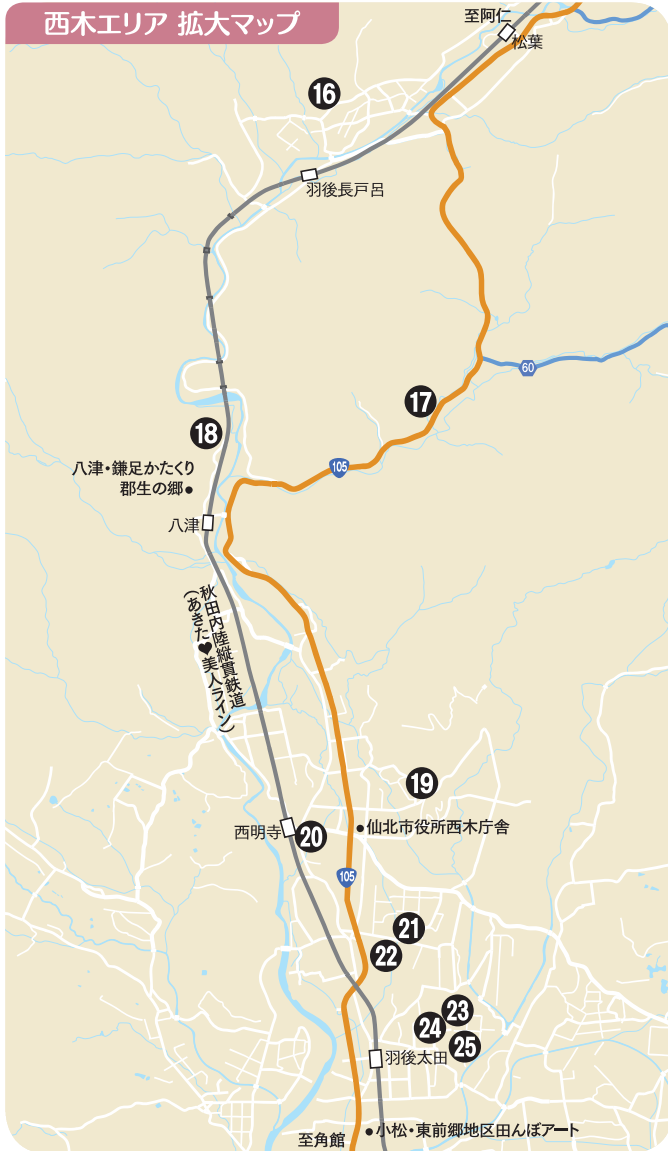 西木エリア 拡大マップ
至阿仁
松葉
16
羽後長戸呂
60
17
18
105
八津・鎌足かたくり
郡生の郷
八津
秋田内陸縦貫鉄道
(あきた♥美人ライン)
19
西明寺
20
仙北市役所西木庁舎
105
21
22
23
24
25
羽後太田
小松・東前郷地区田んぼアート
至角館